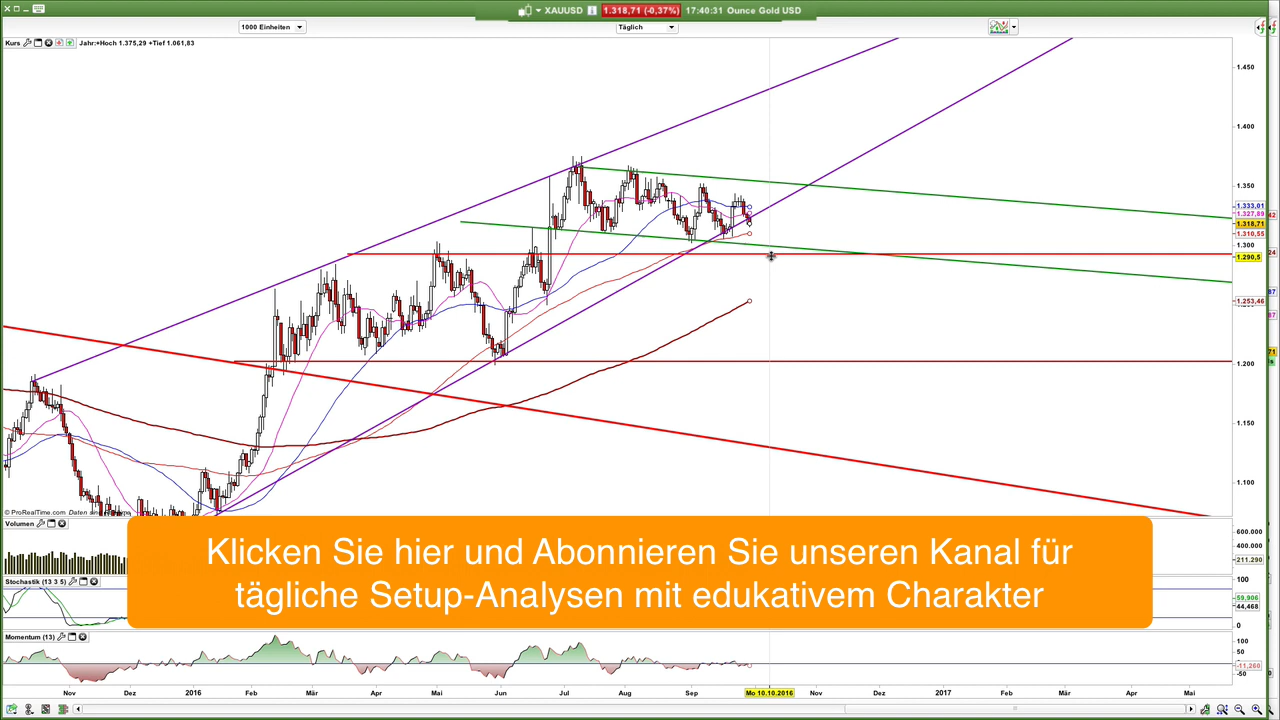 XAUUSD 1.318,71 (-0,37%) 17:40:31 Ounce Gold USD
1000 Einheiten
Täglich
Kurs
Jahr:+Hoch 1.375,29 +Tief 1.061,83
1.450
1.400
1.350
1.333,01
1.327,89
1.318,71
1.310,55
1.300
1.290,5
1.253,46
1.200
1.150
1.100
© ProRealTime.com
Volumen
600.000
400.000
211.290
Klicken Sie hier und Abonnieren Sie unseren Kanal für
tägliche Setup-Analysen mit edukativem Charakter
Stochastik (13 3 5)
100
59,906
44,468
0
Momentum (13)
100
50
-11,260
-50
Nov Dez 2016 Feb Mär Apr Mai Jun Jul Aug Sep Mo 10.10.2016 Nov Dez 2017 Feb Mär Apr Mai